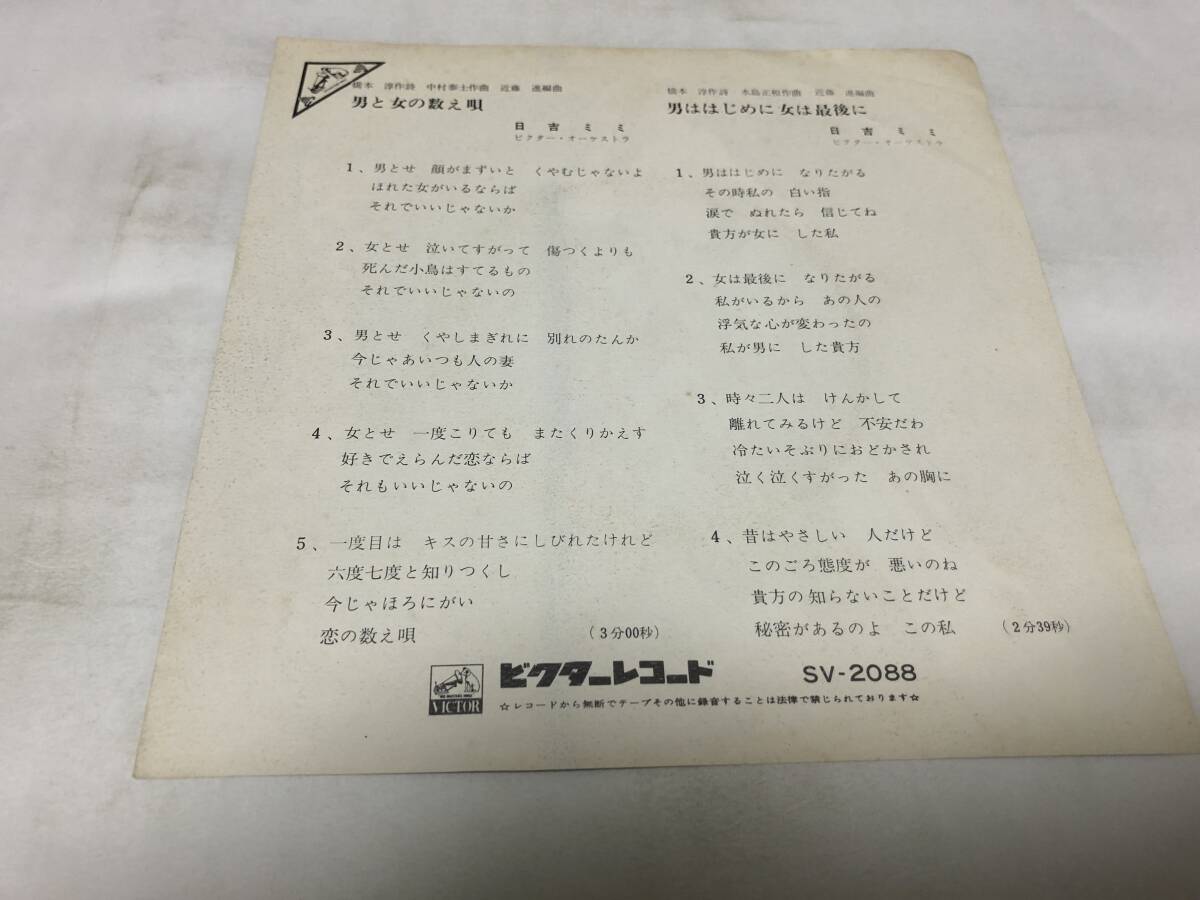 橋本 淳作詩 中村泰士作曲 近藤 進編曲
男と女の数え唄
日吉ミミ
ビクター・オーケストラ
1、男とせ 顔がまずいと くやむじゃないよ
ほれた女がいるならば
それでいいじゃないか
2、女とせ 泣いてすがって 傷つくよりも
死んだ小鳥はすてるもの
それでいいじゃないの
3、男とせ くやしまぎれに 別れのたんか
今じゃあいつも人の妻
それでいいじゃないか
4、女とせ 一度こりても またくりかえす
好きでえらんだ恋ならば
それもいいじゃないの
5、一度目は キスの甘さにしびれたけれど
六度七度と知りつくし
今じゃほろにがい
恋の数え唄 (3分00秒)
橋本 淳作詩 水島正和作曲 近藤 進編曲
男ははじめに女は最後に
日吉ミミ
ビクター・オーケストラ
1、男ははじめに なりたがる
その時私の 白い指
涙で ぬれたら 信じてね
貴方が女に した私
2、女は最後に なりたがる
私がいるから あの人の
浮気な心が変わったの
私が男に した貴方
3、時々二人は けんかして
離れてみるけど 不安だわ
冷たいそぶりにおどかされ
泣く泣くすがった あの胸に
4、昔はやさしい 人だけど
このごろ態度が 悪いのね
貴方の知らないことだけど
秘密があるのよ この私 (2分39秒)
VICTOR
ビクターレコード SV-2088
☆レコードから無断でテープその他に録音することは法律で禁じられております☆